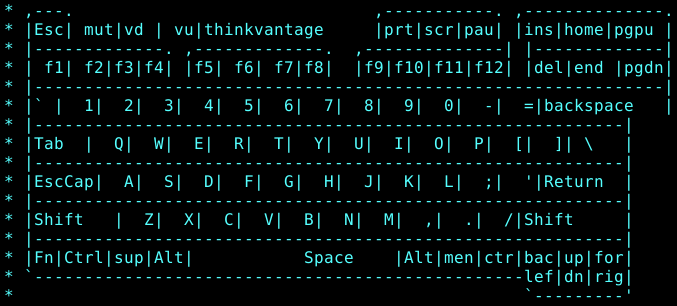 * ,---.                              ,-----------. ,--------------.
* |Esc| mut|vd | vu|thinkvantage     |prt|scr|pau| |ins|home|pgpu |
* |-------------. ,-------------.  ,--------------| |-------------|
* | f1| f2|f3|f4| |f5| f6| f7|f8|  |f9|f10|f11|f12| |del|end |pgdn|
* |---------------------------------------------------------------|
* |` |  1|  2|  3|  4|  5|  6|  7|  8|  9|  0|  -|  =|backspace   |
* |-----------------------------------------------------------|
* |Tab  |  Q|  W|  E|  R|  T|  Y|  U|  I|  O|  P|  [|  ]| \   |
* |-----------------------------------------------------------|
* |EscCap|  A|  S|  D|  F|  G|  H|  J|  K|  L|  ;|  '|Return  |
* |-----------------------------------------------------------|
* |Shift   |  Z|  X|  C|  V|  B|  N|  M|  ,|  .|  /|Shift     |
* |-----------------------------------------------------------|
* |Fn|Ctrl|sup|Alt|           Space    |Alt|men|ctr|bac|up|for|
* `-------------------------------------------------lef|dn|rig|
*                                                   `---------'